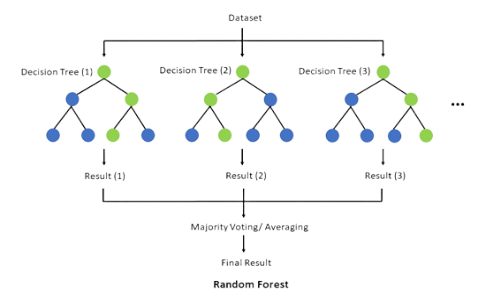 Dataset
Decision Tree (1)
Decision Tree (2)
Decision Tree (3)
...
Result (1)
Result (2)
Result (3)
Majority Voting/ Averaging
Final Result
Random Forest